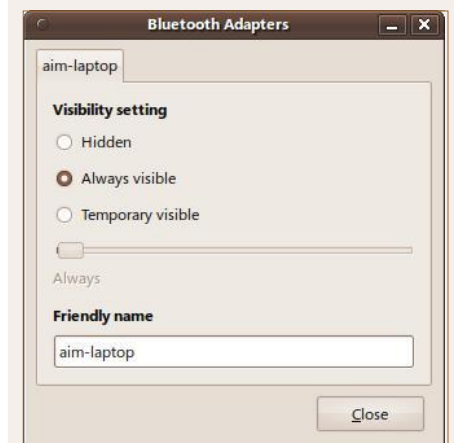 Bluetooth Adapters
aim-laptop
Visibility setting
Hidden
Always visible
Temporary visible
Always
Friendly name
aim-laptop
Close